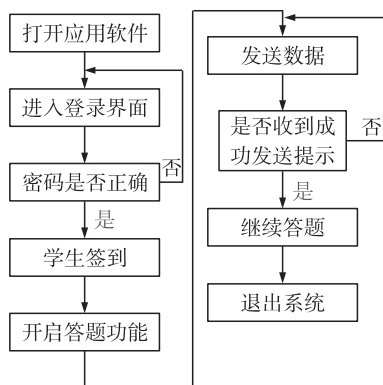 打开应用软件
进入登录界面
密码是否正确
否
是
学生签到
开启答题功能
发送数据
是否收到成
功发送提示
否
是
继续答题
退出系统